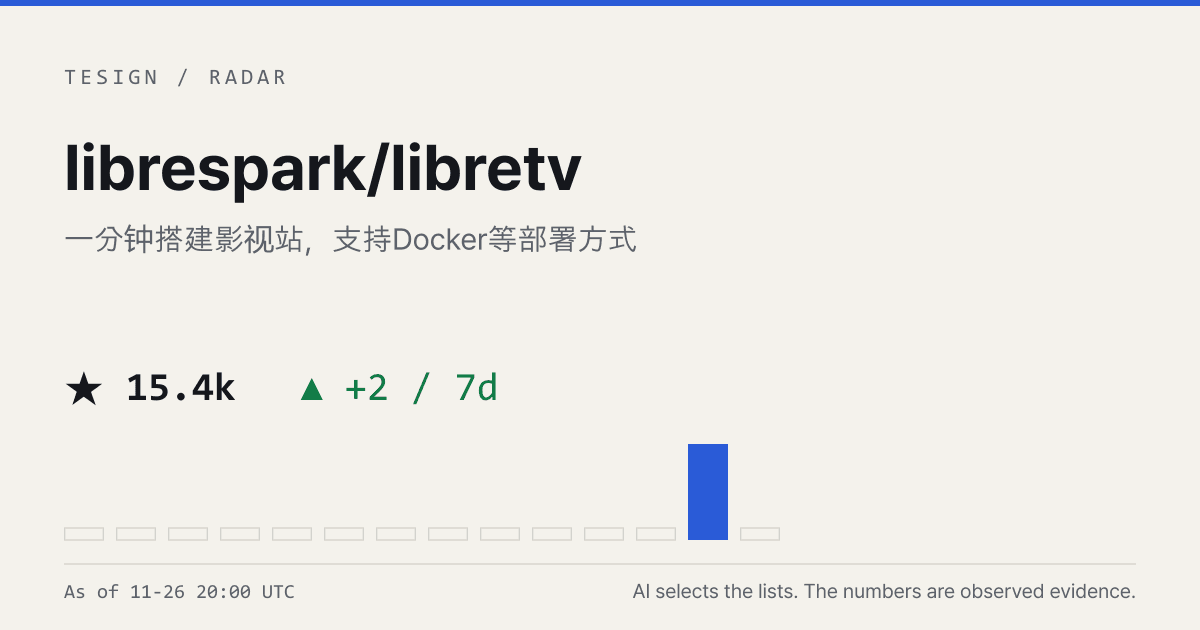 TESIGN / RADAR
librespark/libretv
一分钟搭建影视站，支持Docker等部署方式
★ 15.4k ▲ +2 / 7d
As of 11-26 20:00 UTC
AI selects the lists. The numbers are observed evidence.